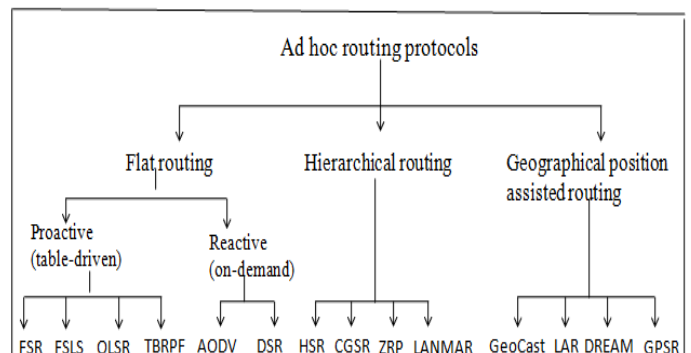 Ad hoc routing protocols
Flat routing
Hierarchical routing
Geographical position
assisted routing
Proactive
(table-driven)
Reactive
(on-demand)
FSR FSLS OLSR TBRPF AODV DSR HSR CGSR ZRP LANMAR GeoCast LAR DREAM GPSR